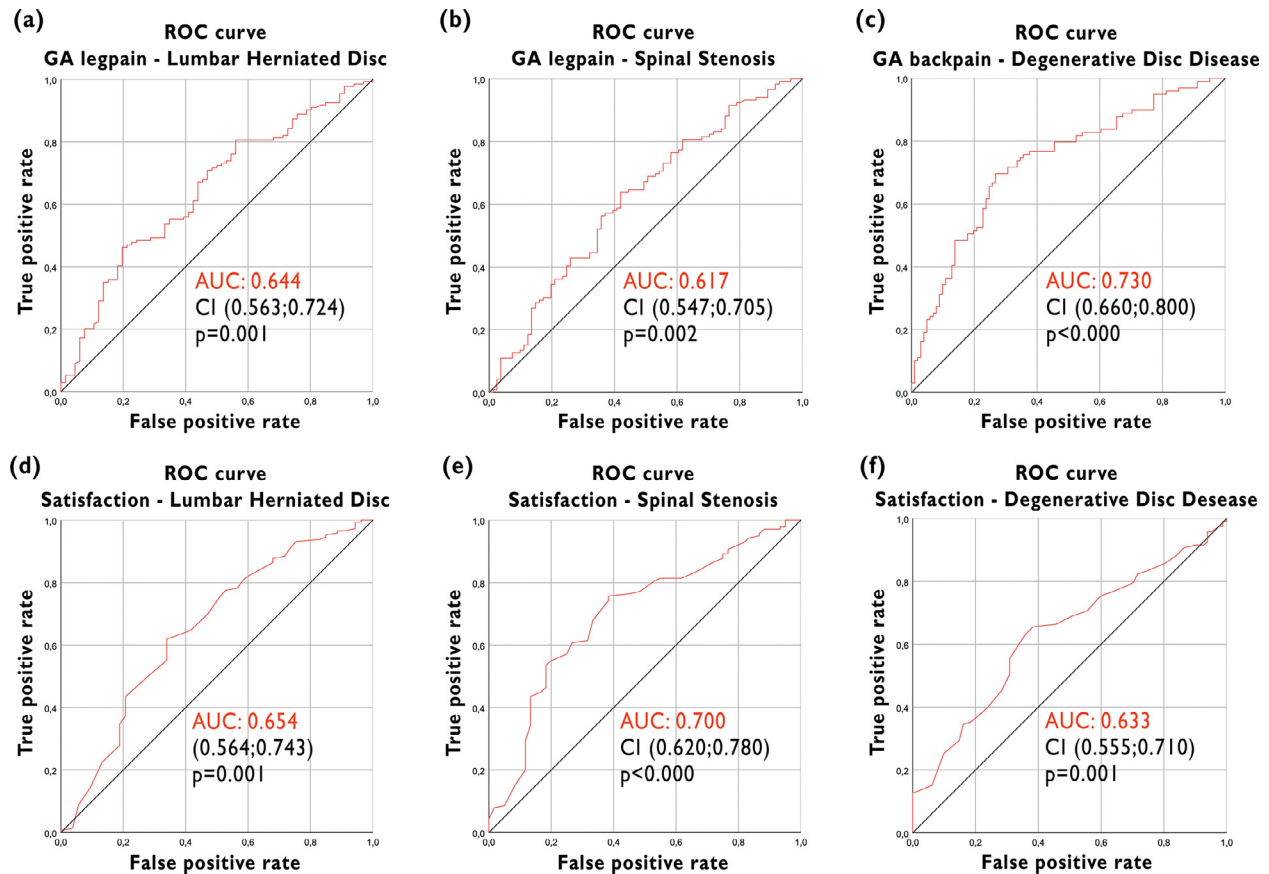 (a)
ROC curve
GA legpain - Lumbar Herniated Disc
1,0
0,8
0,6
0,4
0,2
0,0
True positive rate
AUC: 0.644
CI (0.563;0.724)
p=0.001
0,0 0,2 0,4 0,6 0,8 1,0
False positive rate
(b)
ROC curve
GA legpain - Spinal Stenosis
1,0
0,8
0,6
0,4
0,2
0,0
True positive rate
AUC: 0.617
CI (0.547;0.705)
p=0.002
0,0 0,2 0,4 0,6 0,8 1,0
False positive rate
(c)
ROC curve
GA backpain - Degenerative Disc Disease
1,0
0,8
0,6
0,4
0,2
0,0
True positive rate
AUC: 0.730
CI (0.660;0.800)
p<0.000
0,0 0,2 0,4 0,6 0,8 1,0
False positive rate
(d)
ROC curve
Satisfaction - Lumbar Herniated Disc
1,0
0,8
0,6
0,4
0,2
0,0
True positive rate
AUC: 0.654
(0.564;0.743)
p=0.001
0,0 0,2 0,4 0,6 0,8 1,0
False positive rate
(e)
ROC curve
Satisfaction - Spinal Stenosis
1,0
0,8
0,6
0,4
0,2
0,0
True positive rate
AUC: 0.700
CI (0.620;0.780)
p<0.000
0,0 0,2 0,4 0,6 0,8 1,0
False positive rate
(f)
ROC curve
Satisfaction - Degenerative Disc Desease
1,0
0,8
0,6
0,4
0,2
0,0
True positive rate
AUC: 0.633
CI (0.555;0.710)
p=0.001
0,0 0,2 0,4 0,6 0,8 1,0
False positive rate